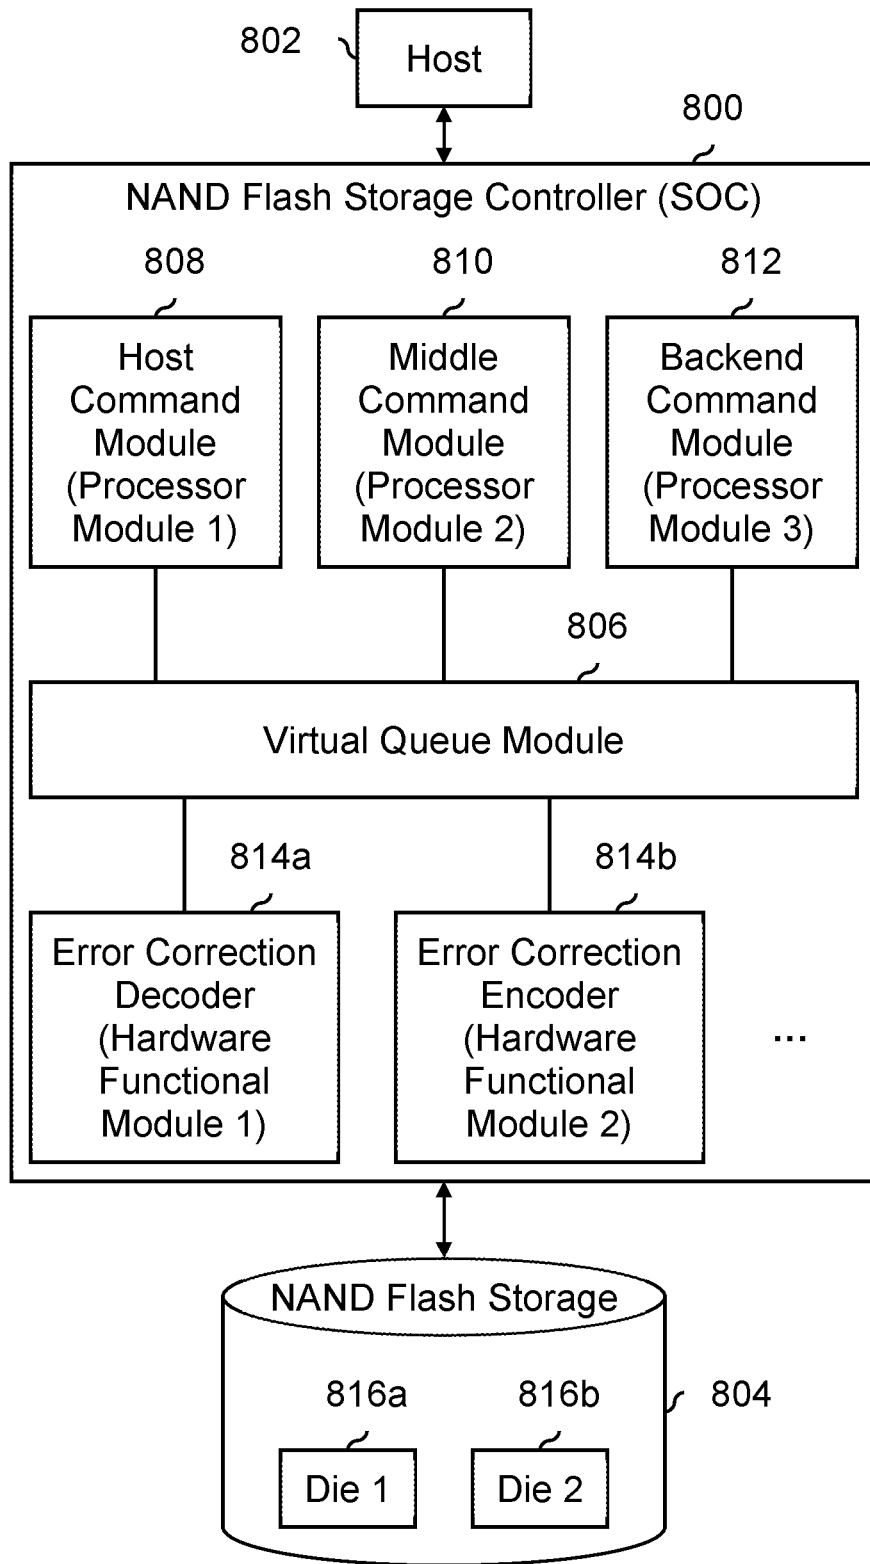 802
Host
800
NAND Flash Storage Controller (SOC)
808
810
812
Host
Command
Module
(Processor
Module 1)
Middle
Command
Module
(Processor
Module 2)
Backend
Command
Module
(Processor
Module 3)
806
Virtual Queue Module
814a
814b
Error Correction
Decoder
(Hardware
Functional
Module 1)
Error Correction
Encoder
(Hardware
Functional
Module 2)
...
NAND Flash Storage
816a
816b
804
Die 1
Die 2